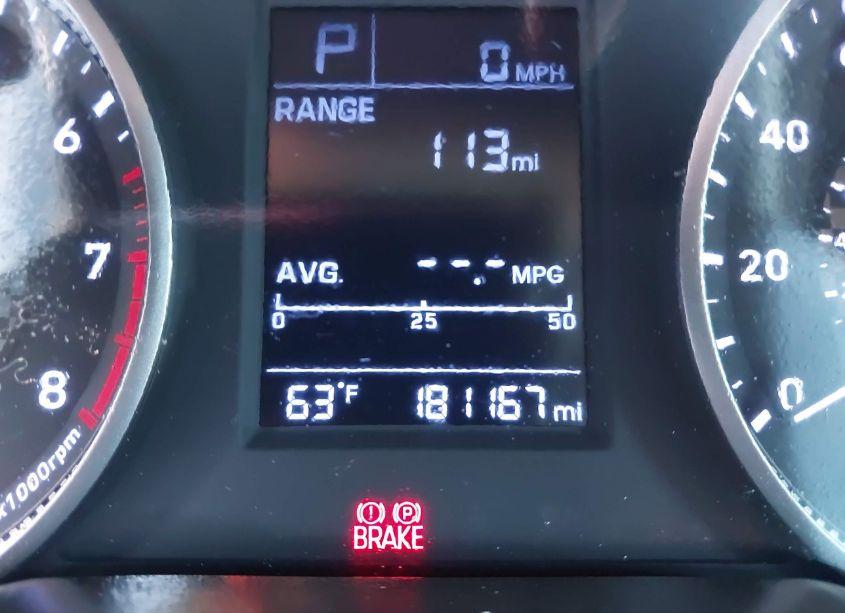 P 0 MPH
RANGE
113 mi
AVG. --.- MPG
0 25 50
63°F 181167 mi
(!) (P)
BRAKE
6
7
8
x1000rpm
40
20
0